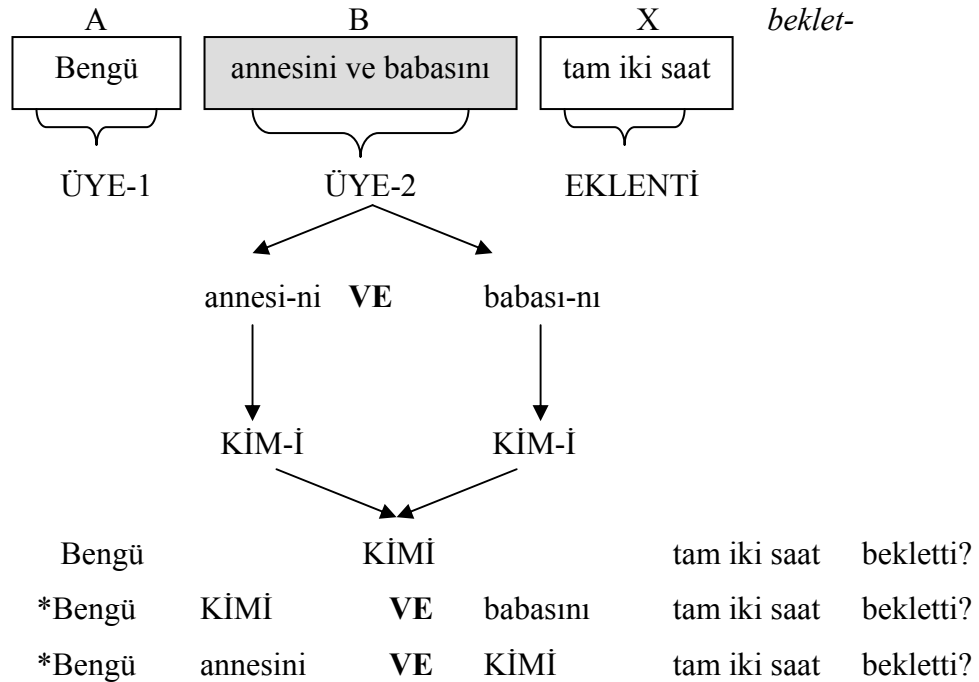 A B X beklet-
Bengü annesini ve babasını tam iki saat
ÜYE-1 ÜYE-2 EKLENTİ
annesi-ni VE babası-nı
KİM-İ KİM-İ
Bengü KİMİ tam iki saat bekletti?
*Bengü KİMİ VE babasını tam iki saat bekletti?
*Bengü annesini VE KİMİ tam iki saat bekletti?